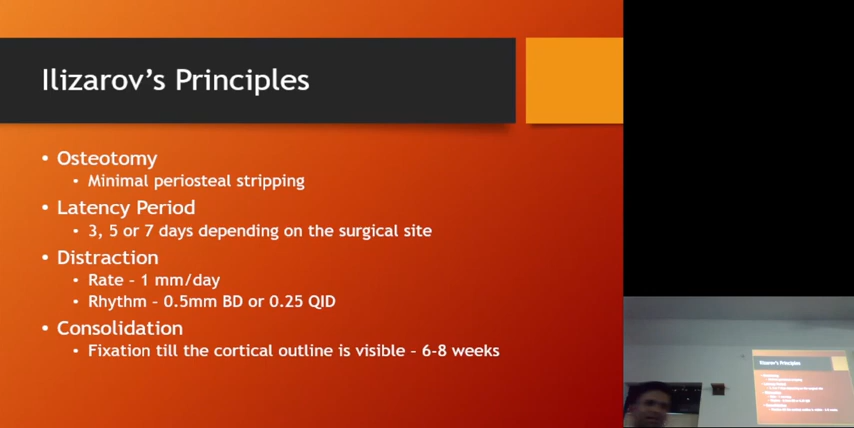 Ilizarov's Principles
• Osteotomy
• Minimal periosteal stripping
• Latency Period
• 3, 5 or 7 days depending on the surgical site
• Distraction
• Rate – 1 mm/day
• Rhythm – 0.5mm BD or 0.25 QID
• Consolidation
• Fixation till the cortical outline is visible – 6-8 weeks
Ilizarov's Principles